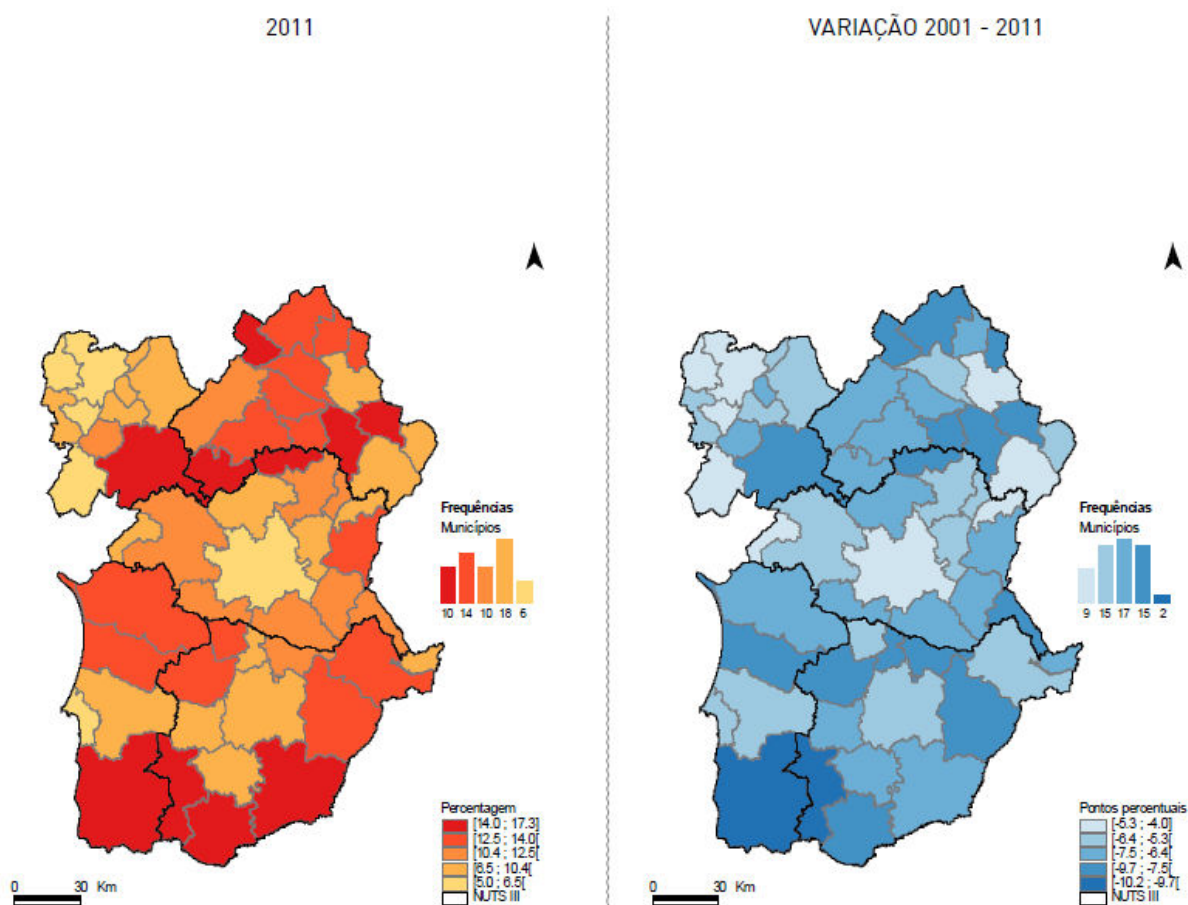 2011
VARIAÇÃO 2001 - 2011
Frequências
Municípios
10 14 10 18 6
Percentagem
[14.0 ; 17.3]
[12.5 ; 14.0[
[10.4 ; 12.5[
[6.5 ; 10.4[
[5.0 ; 6.5[
NUTS III
0 30 Km
Frequências
Municípios
9 15 17 15 2
Pontos percentuais
[-5.3 ; -4.0]
[-6.4 ; -5.3[
[-7.5 ; -6.4[
[-9.7 ; -7.5[
[-10.2 ; -9.7[
NUTS III
0 30 Km